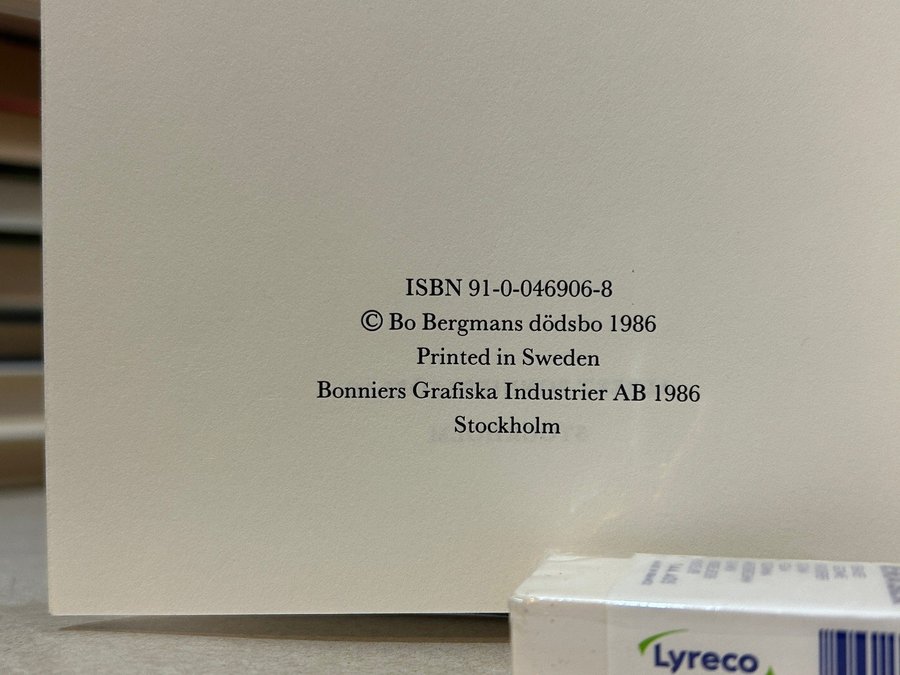 ISBN 91-0-046906-8
© Bo Bergmans dödsbo 1986
Printed in Sweden
Bonniers Grafiska Industrier AB 1986
Stockholm
Lyreco